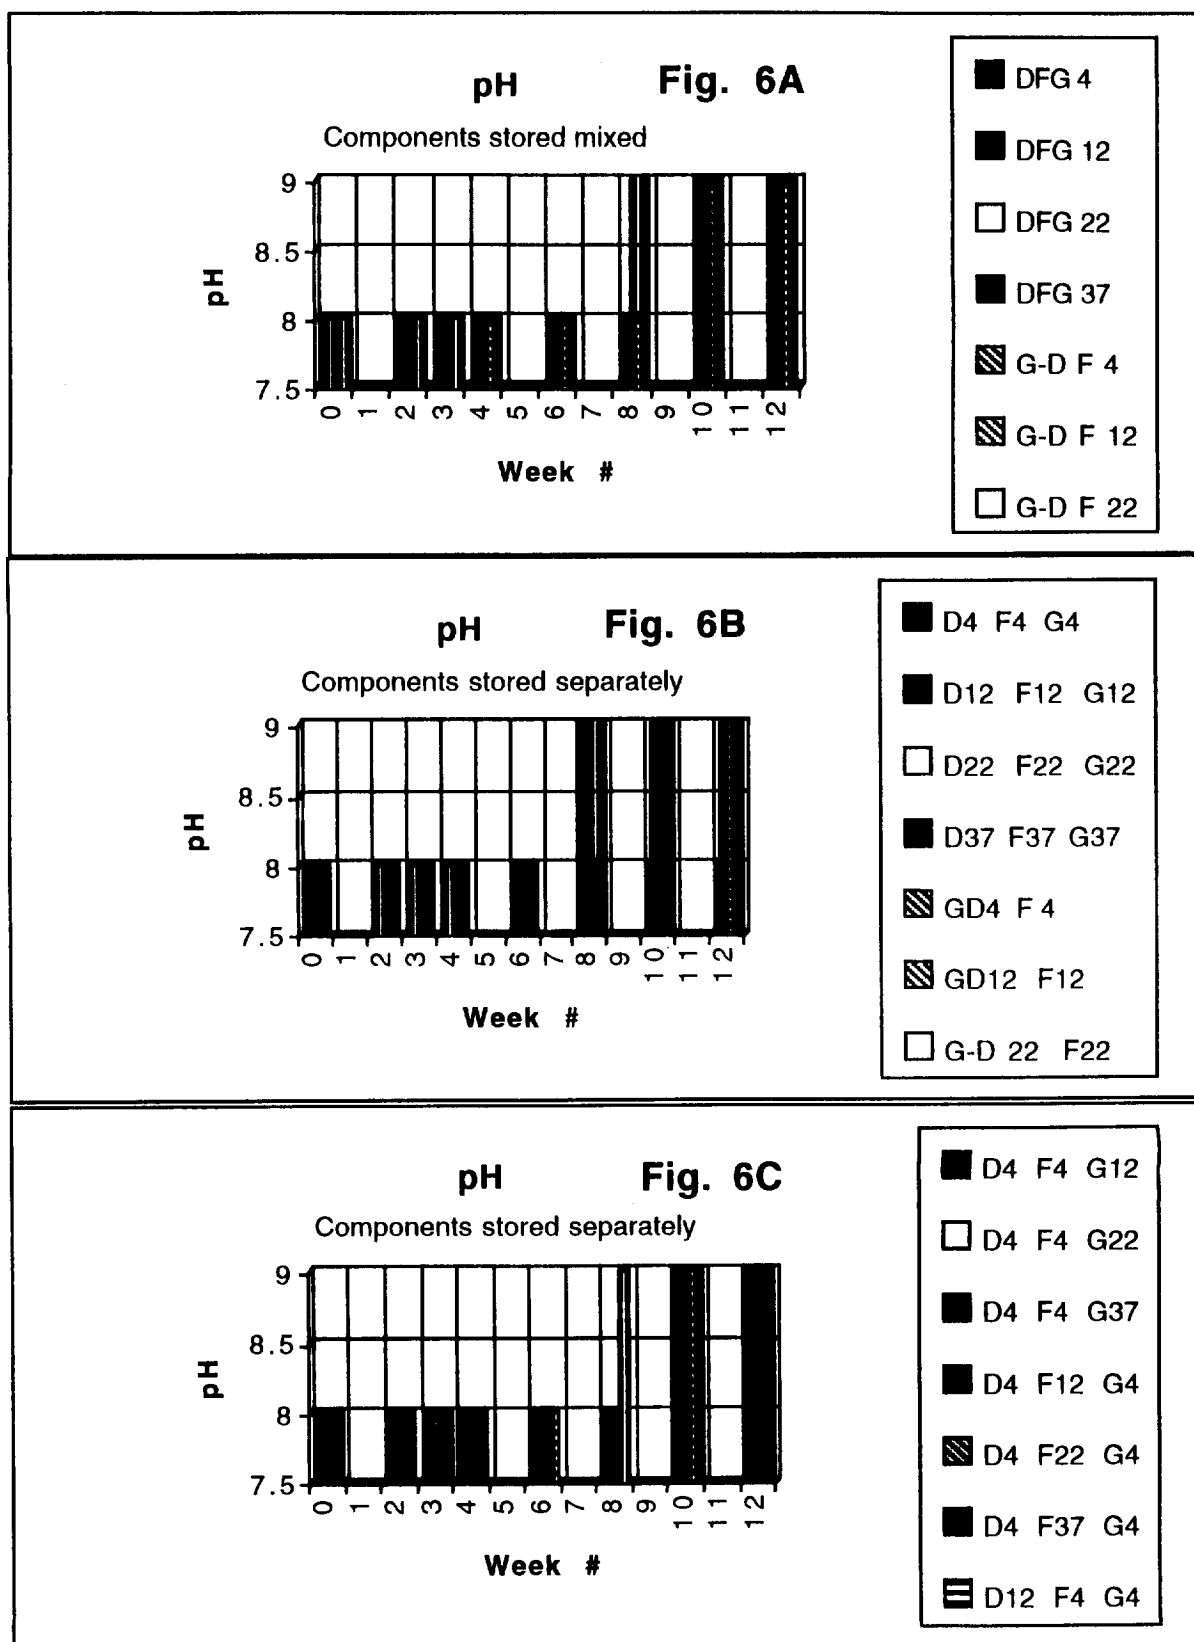 pH Fig. 6A
Components stored mixed
9
8.5
8
7.5
pH
0 1 2 3 4 5 6 7 8 9 10 11 12
Week #
DFG 4
DFG 12
DFG 22
DFG 37
G-D F 4
G-D F 12
G-D F 22
pH Fig. 6B
Components stored separately
9
8.5
8
7.5
pH
0 1 2 3 4 5 6 7 8 9 10 11 12
Week #
D4 F4 G4
D12 F12 G12
D22 F22 G22
D37 F37 G37
GD4 F 4
GD12 F12
G-D 22 F22
pH Fig. 6C
Components stored separately
9
8.5
8
7.5
pH
0 1 2 3 4 5 6 7 8 9 10 11 12
Week #
D4 F4 G12
D4 F4 G22
D4 F4 G37
D4 F12 G4
D4 F22 G4
D4 F37 G4
D12 F4 G4